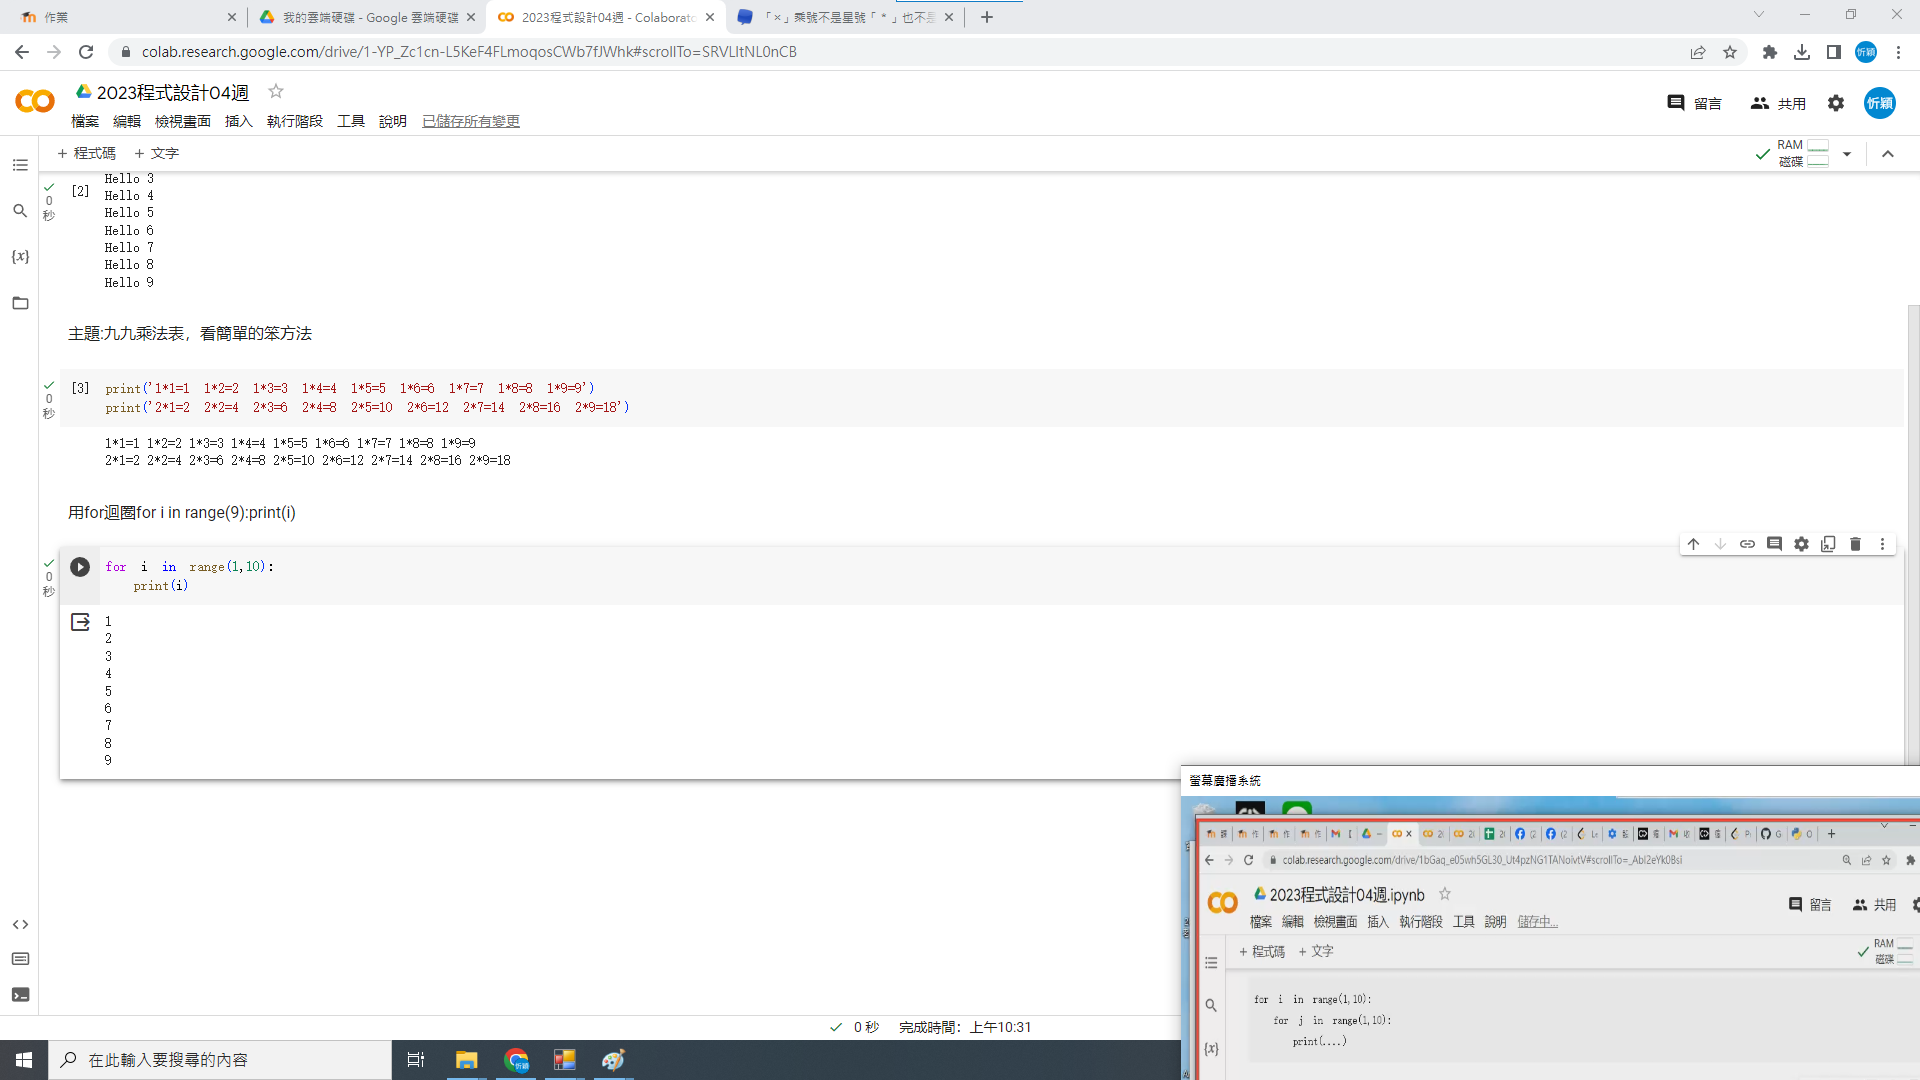 作業
我的雲端硬碟 - Google 雲端硬碟
2023程式設計04週 - Colaborato
「×」乘號不是星號「*」也不是
colab.research.google.com/drive/1-YP_Zc1cn-L5KeF4FLmoqosCWb7fJWhk#scrollTo=SRVLItNL0nCB
忻穎
2023程式設計04週
留言 共用 忻穎
檔案 編輯 檢視畫面 插入 執行階段 工具 說明 已儲存所有變更
+ 程式碼 + 文字
RAM
磁碟
[2]
0
秒
Hello 3
Hello 4
Hello 5
Hello 6
Hello 7
Hello 8
Hello 9
主題:九九乘法表，看簡單的笨方法
0
秒
[3] print('1*1=1 1*2=2 1*3=3 1*4=4 1*5=5 1*6=6 1*7=7 1*8=8 1*9=9')
print('2*1=2 2*2=4 2*3=6 2*4=8 2*5=10 2*6=12 2*7=14 2*8=16 2*9=18')
1*1=1 1*2=2 1*3=3 1*4=4 1*5=5 1*6=6 1*7=7 1*8=8 1*9=9
2*1=2 2*2=4 2*3=6 2*4=8 2*5=10 2*6=12 2*7=14 2*8=16 2*9=18
用for迴圈for i in range(9):print(i)
0
秒
for i in range(1,10):
print(i)
1
2
3
4
5
6
7
8
9
螢幕廣播系統
colab.research.google.com/drive/1bGaq_e05wh5GL30_Ut4pzNG1TANoivtV#scrollTo=_AbI2eYk0Bsi
2023程式設計04週.ipynb
留言 共用
檔案 編輯 檢視畫面 插入 執行階段 工具 說明 儲存中...
+ 程式碼 + 文字
RAM
磁碟
for i in range(1,10):
for j in range(1,10):
print(....)
0 秒 完成時間：上午10:31
在此輸入要搜尋的內容